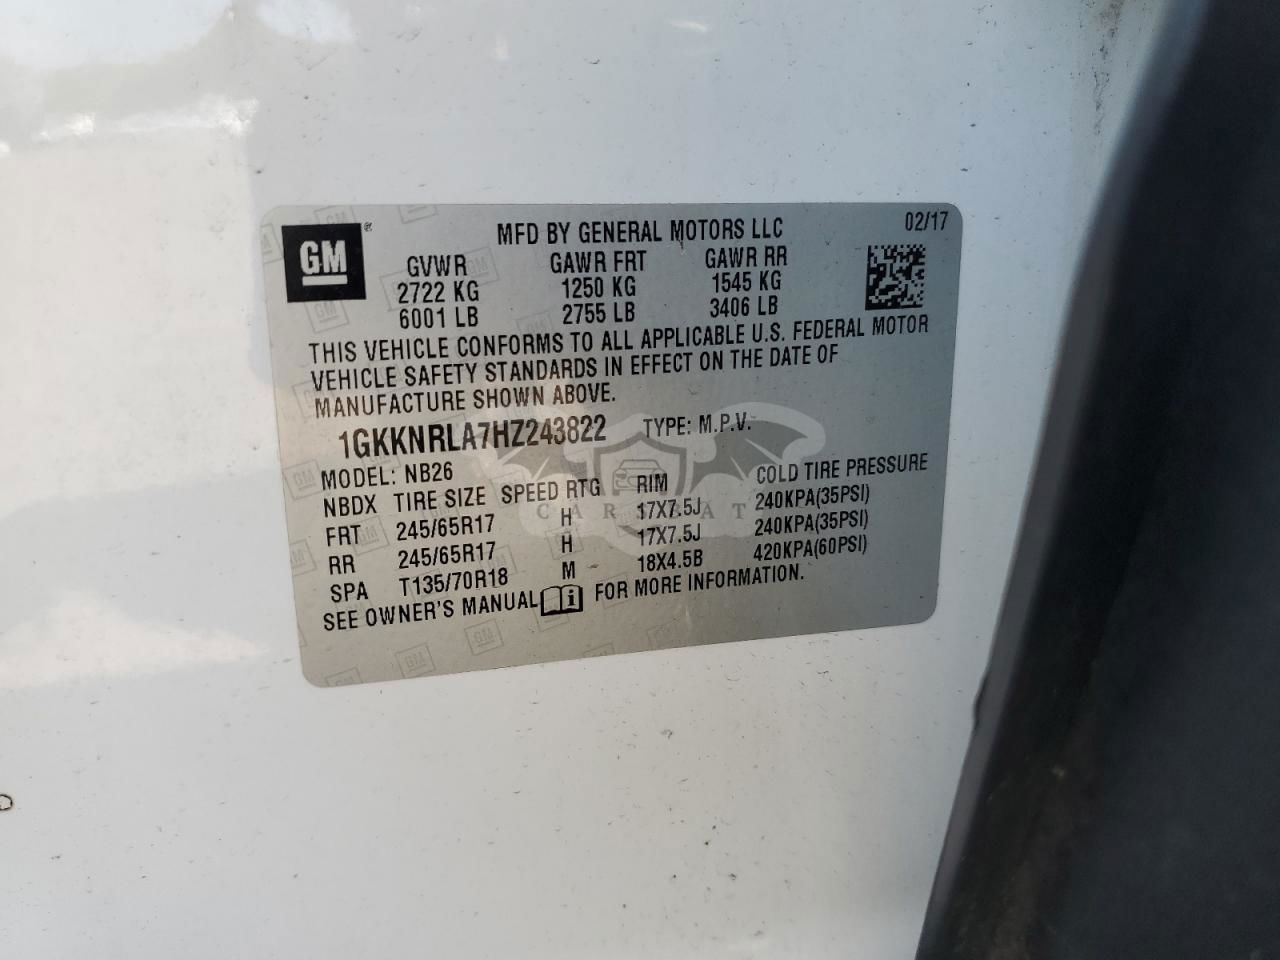 GM
MFD BY GENERAL MOTORS LLC 02/17
GVWR GAWR FRT GAWR RR
2722 KG 1250 KG 1545 KG
6001 LB 2755 LB 3406 LB
THIS VEHICLE CONFORMS TO ALL APPLICABLE U.S. FEDERAL MOTOR
VEHICLE SAFETY STANDARDS IN EFFECT ON THE DATE OF
MANUFACTURE SHOWN ABOVE.
1GKKNRLA7HZ243822 TYPE: M.P.V.
MODEL: NB26
NBDX TIRE SIZE SPEED RTG RIM COLD TIRE PRESSURE
FRT 245/65R17 H 17X7.5J 240KPA(35PSI)
RR 245/65R17 H 17X7.5J 240KPA(35PSI)
SPA T135/70R18 M 18X4.5B 420KPA(60PSI)
SEE OWNER'S MANUAL FOR MORE INFORMATION.